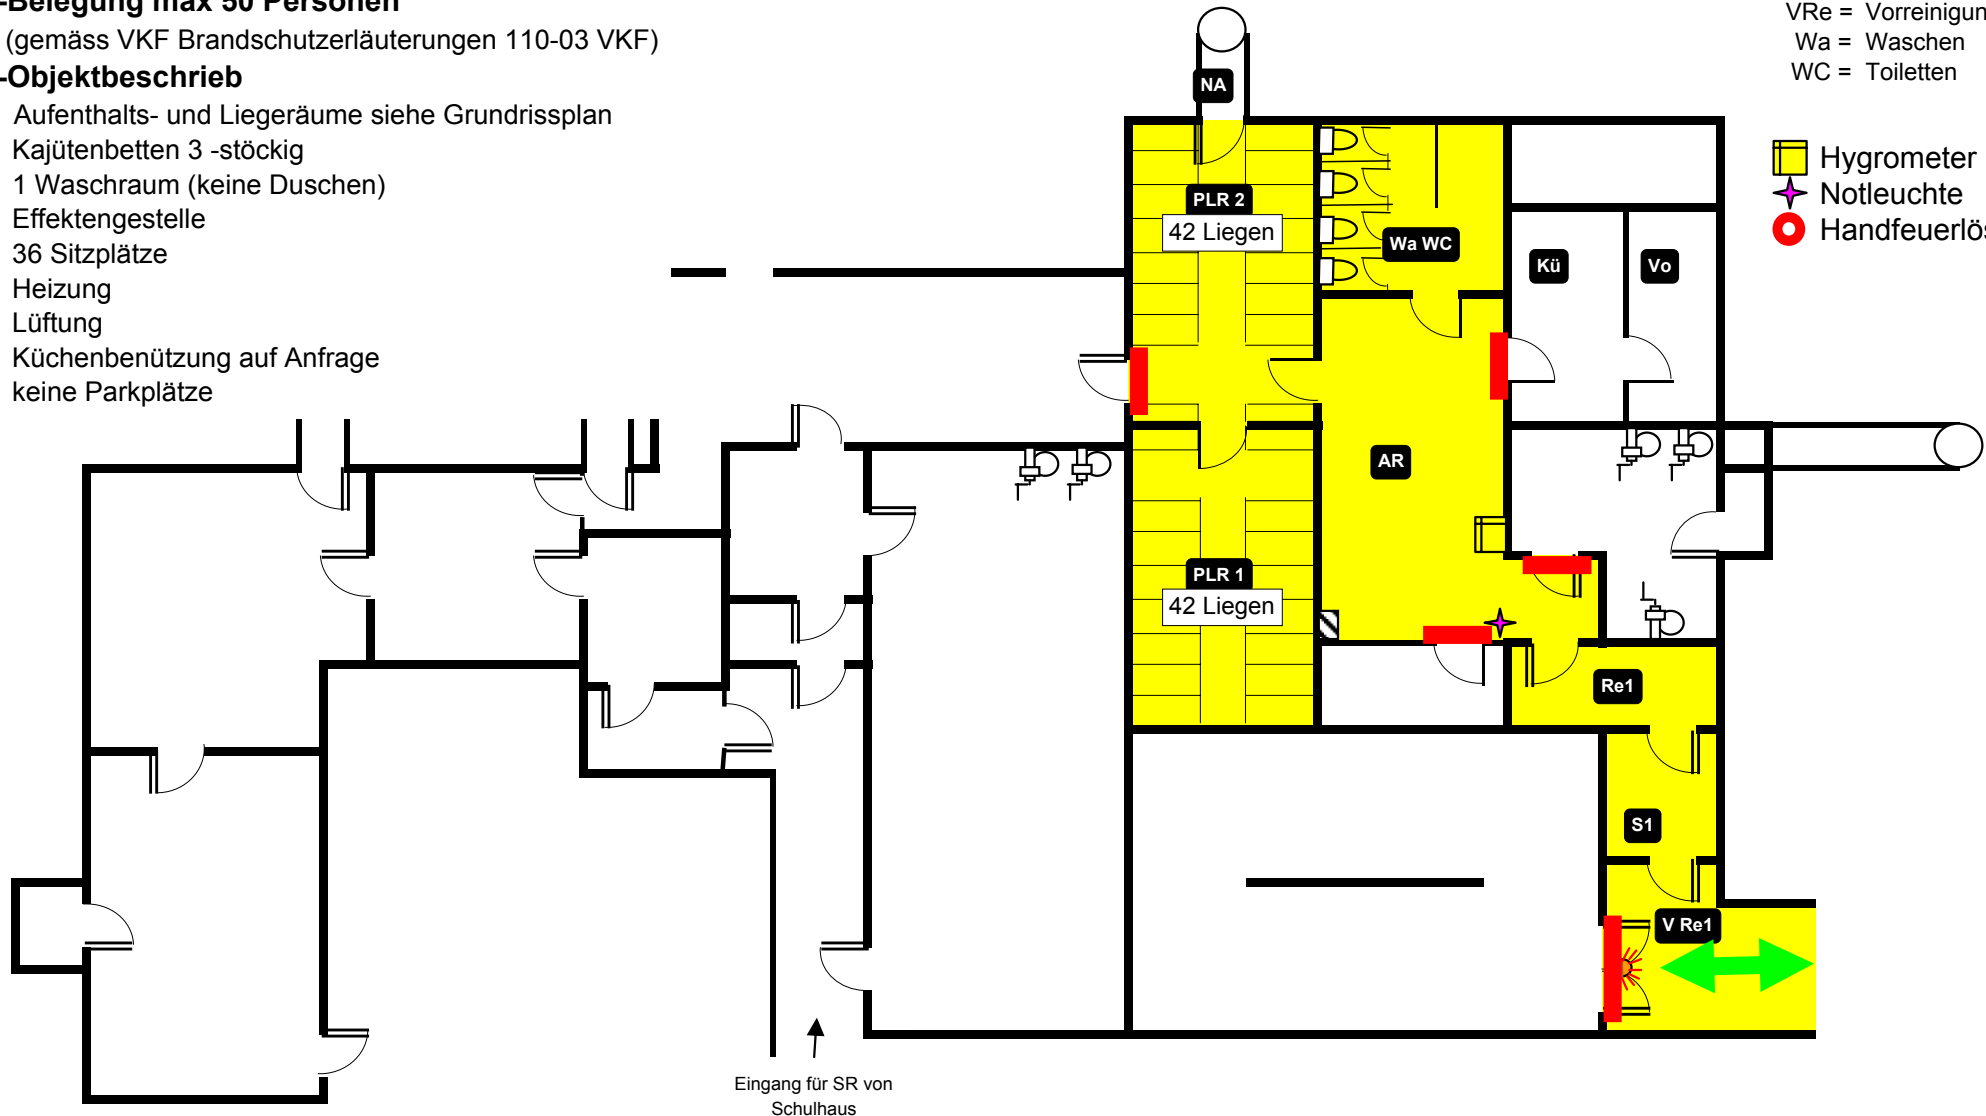 -Belegung max 50 Personen
(gemäss VKF Brandschutzerläuterungen 110-03 VKF)
-Objektbeschrieb
Aufenthalts- und Liegeräume siehe Grundrissplan
Kajütenbetten 3 -stöckig
1 Waschraum (keine Duschen)
Effektengestelle
36 Sitzplätze
Heizung
Lüftung
Küchenbenützung auf Anfrage
keine Parkplätze
VRe = Vorreinigun
Wa = Waschen
WC = Toiletten
Hygrometer
Notleuchte
Handfeuerlös
NA
PLR 2
42 Liegen
Wa WC
Kü
Vo
AR
PLR 1
42 Liegen
Re1
S1
V Re1
Eingang für SR von
Schulhaus